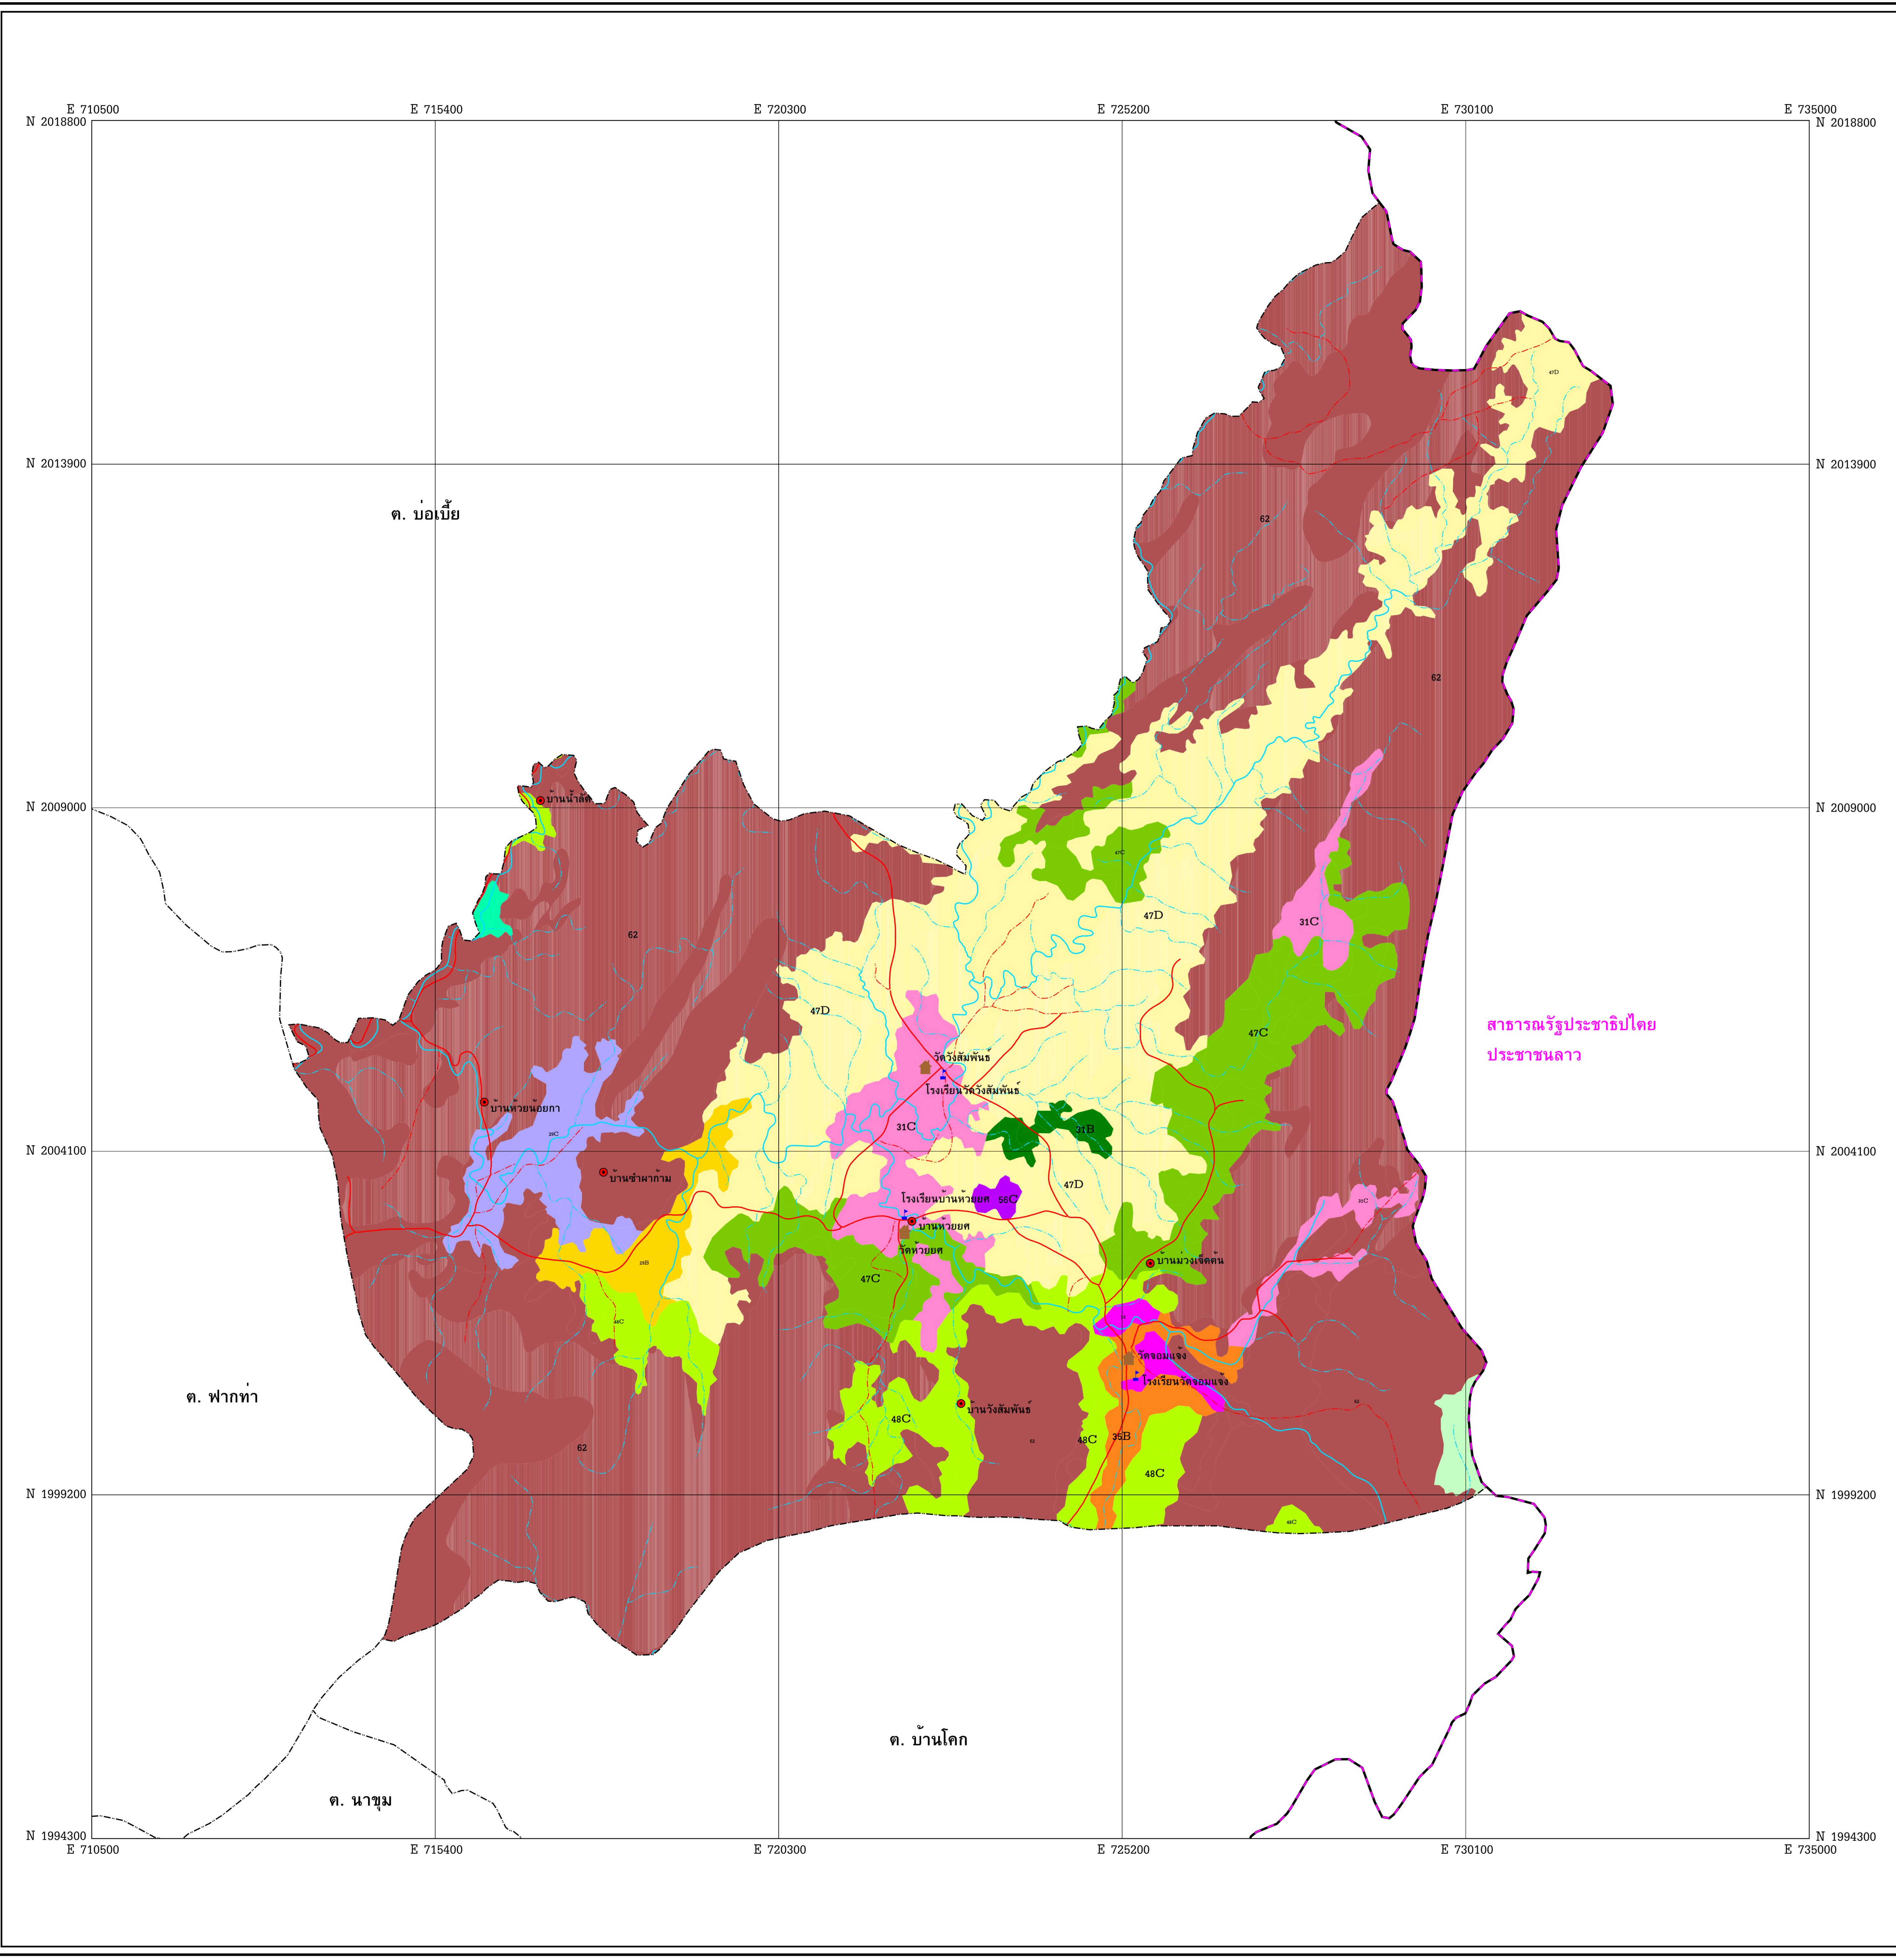 E 710500 E 715400 E 720300 E 725200 E 730100 E 735000
N 2018800 N 2018800
47D
N 2013900 N 2013900
ต. บ่อเบี้ย
62
62
บ้านน้ำลัด
N 2009000 N 2009000
47C
47D
31C
62
47D
สาธารณรัฐประชาธิปไตย
ประชาชนลาว
47C
วัดวังสัมพันธ์
โรงเรียนวัดวังสัมพันธ์
บ้านห้วยน้อยกา
31C
31B
29C
N 2004100 N 2004100
บ้านซำผาก้าม
47D
โรงเรียนบ้านห้วยยศ
56C
31C
บ้านห้วยยศ
วัดห้วยยศ
บ้านม่วงเจ็ดต้น
29B
47C
48C
วัดจอมแจ้ง
โรงเรียนวัดจอมแจ้ง
ต. ฟากท่า
62
บ้านวังสัมพันธ์
48C
35B
48C
62
62
48C
N 1999200 N 1999200
48C
ต. บ้านโคก
ต. นาขุม
N 1994300 N 1994300
E 710500 E 715400 E 720300 E 725200 E 730100 E 735000